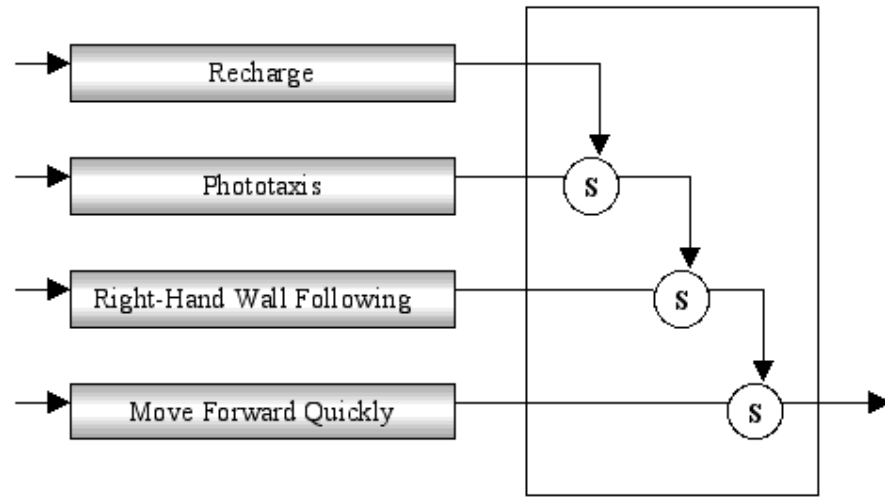 Recharge
Phototaxis
S
Right-Hand Wall Following
S
Move Forward Quickly
S